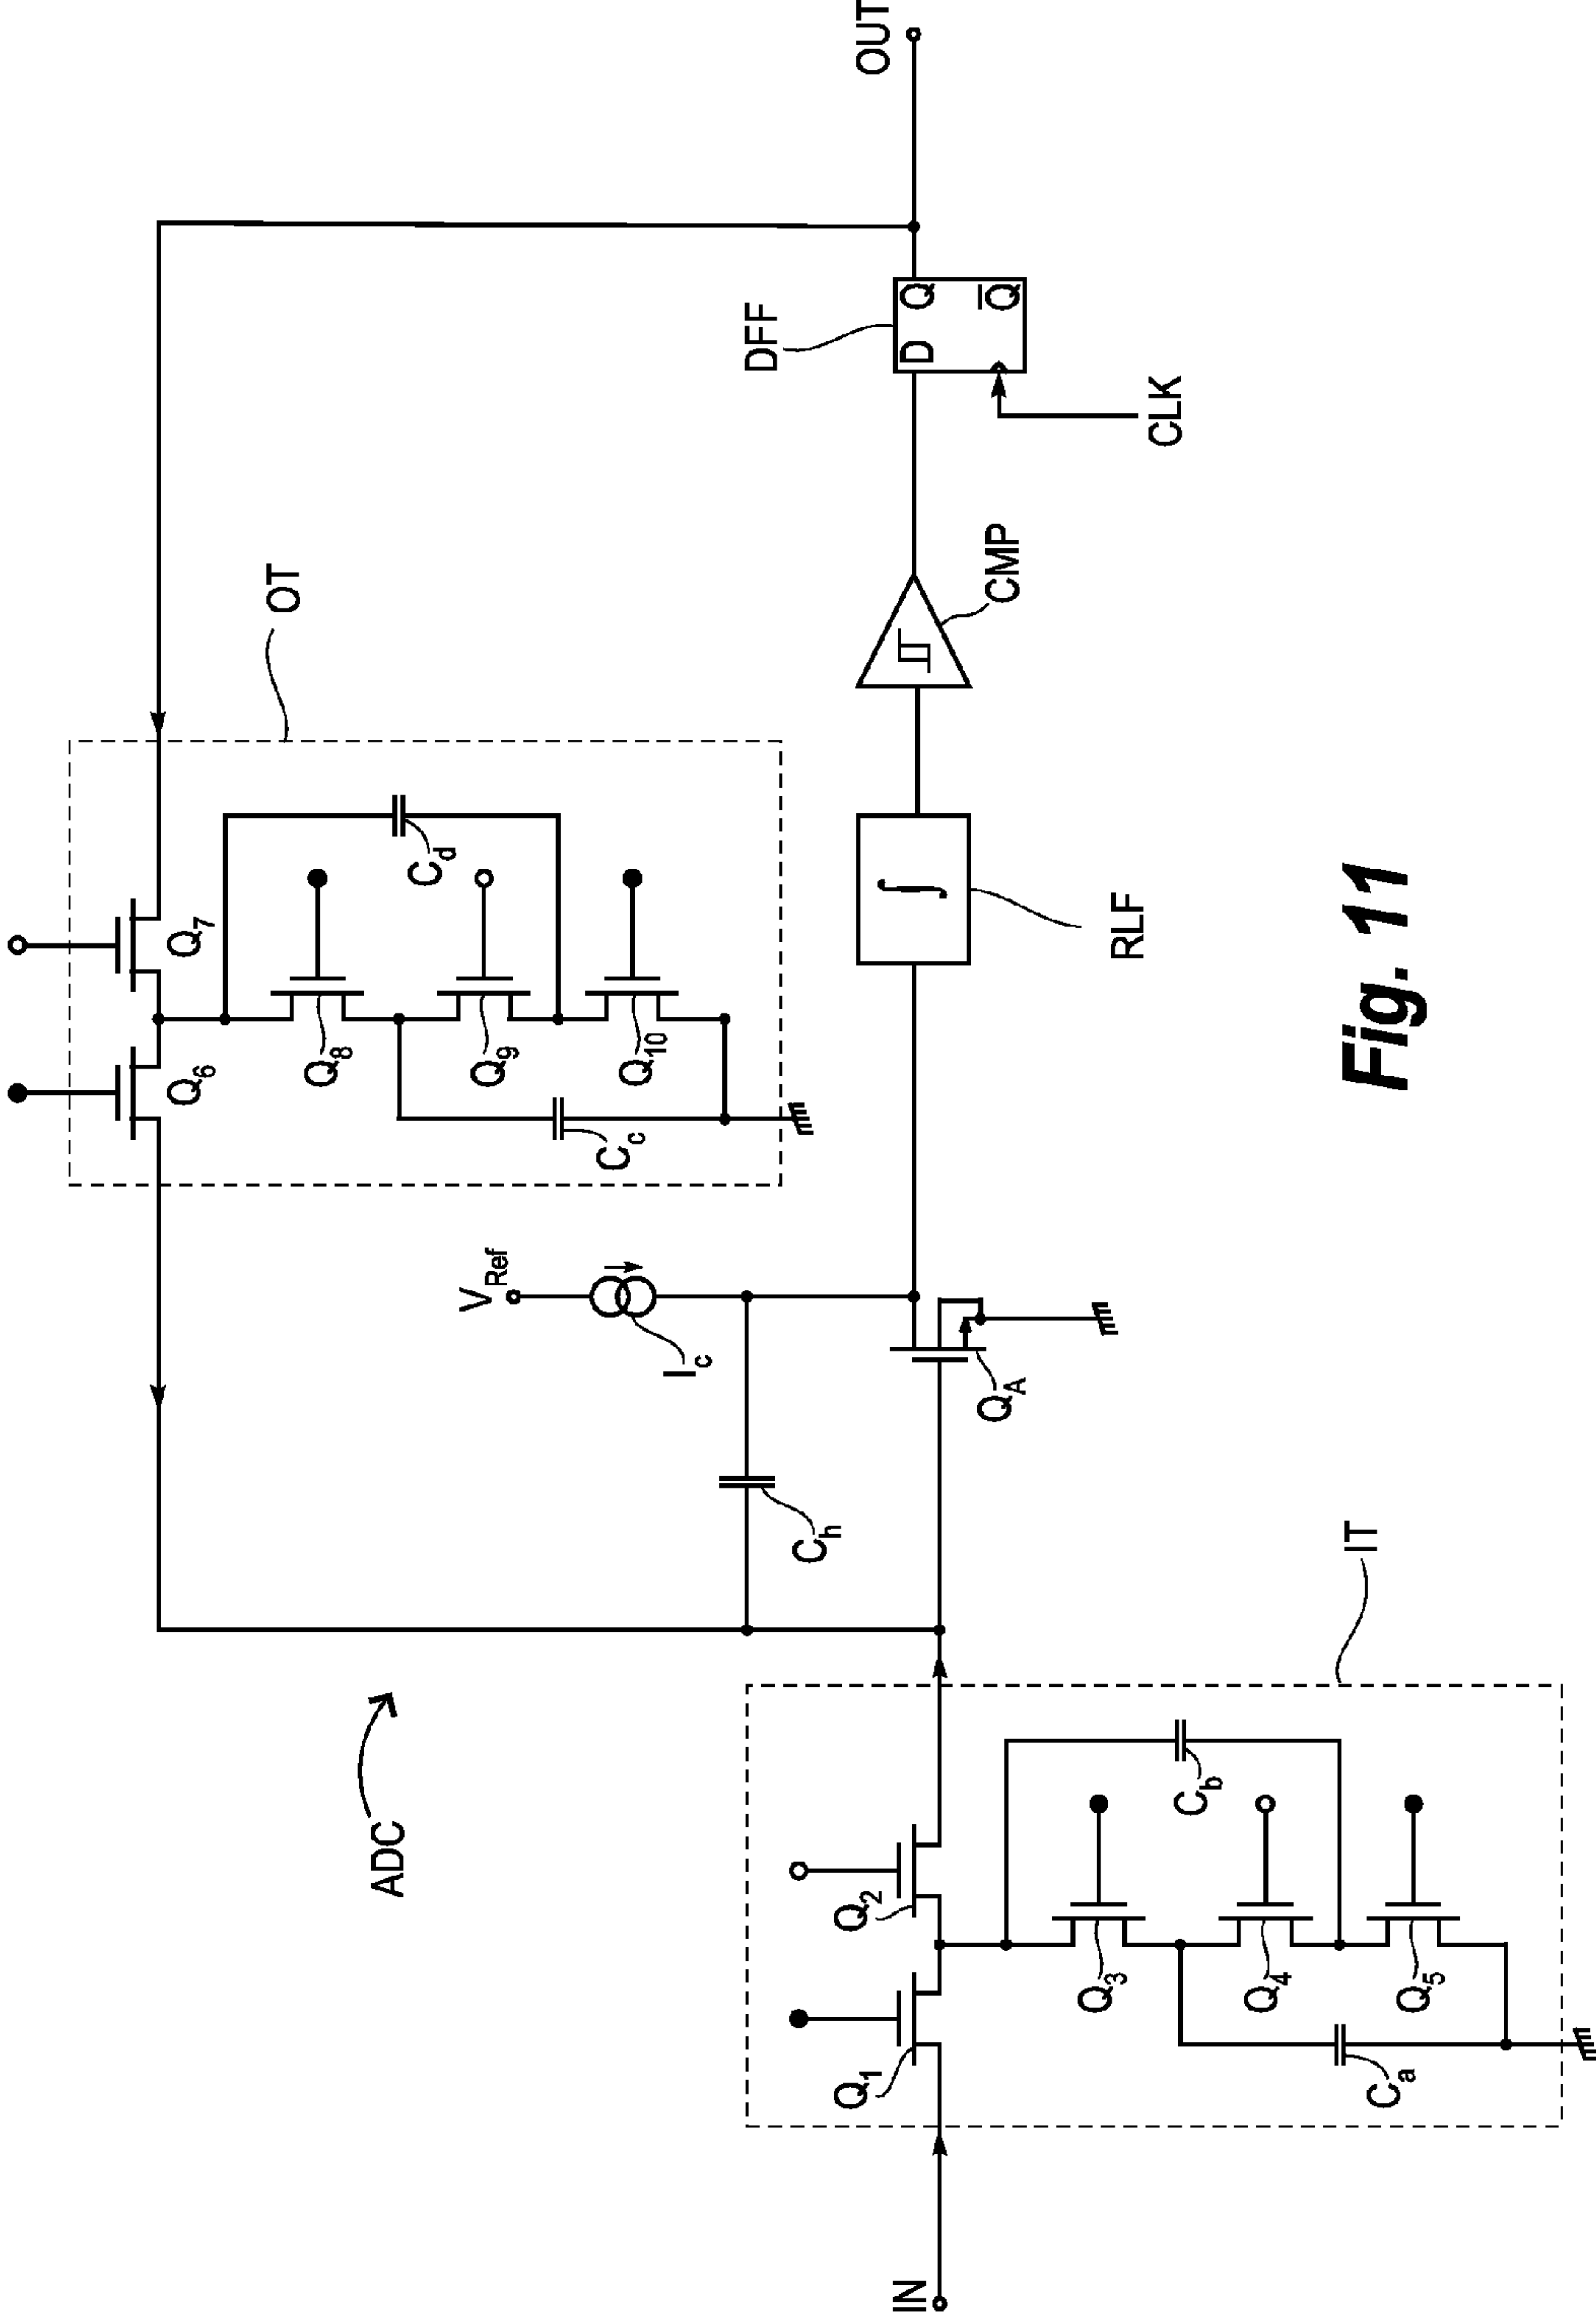 OUT
DFF
D
Q
Q
CLK
OT
CMP
Q7
Cd
Q6
Q8
Q9
Q10
Cc
RLF
VRef
I
Ic
QA
Ch
ADC
IT
Q2
Cb
Q1
Q3
Q4
Q5
Ca
IN
Fig. 11